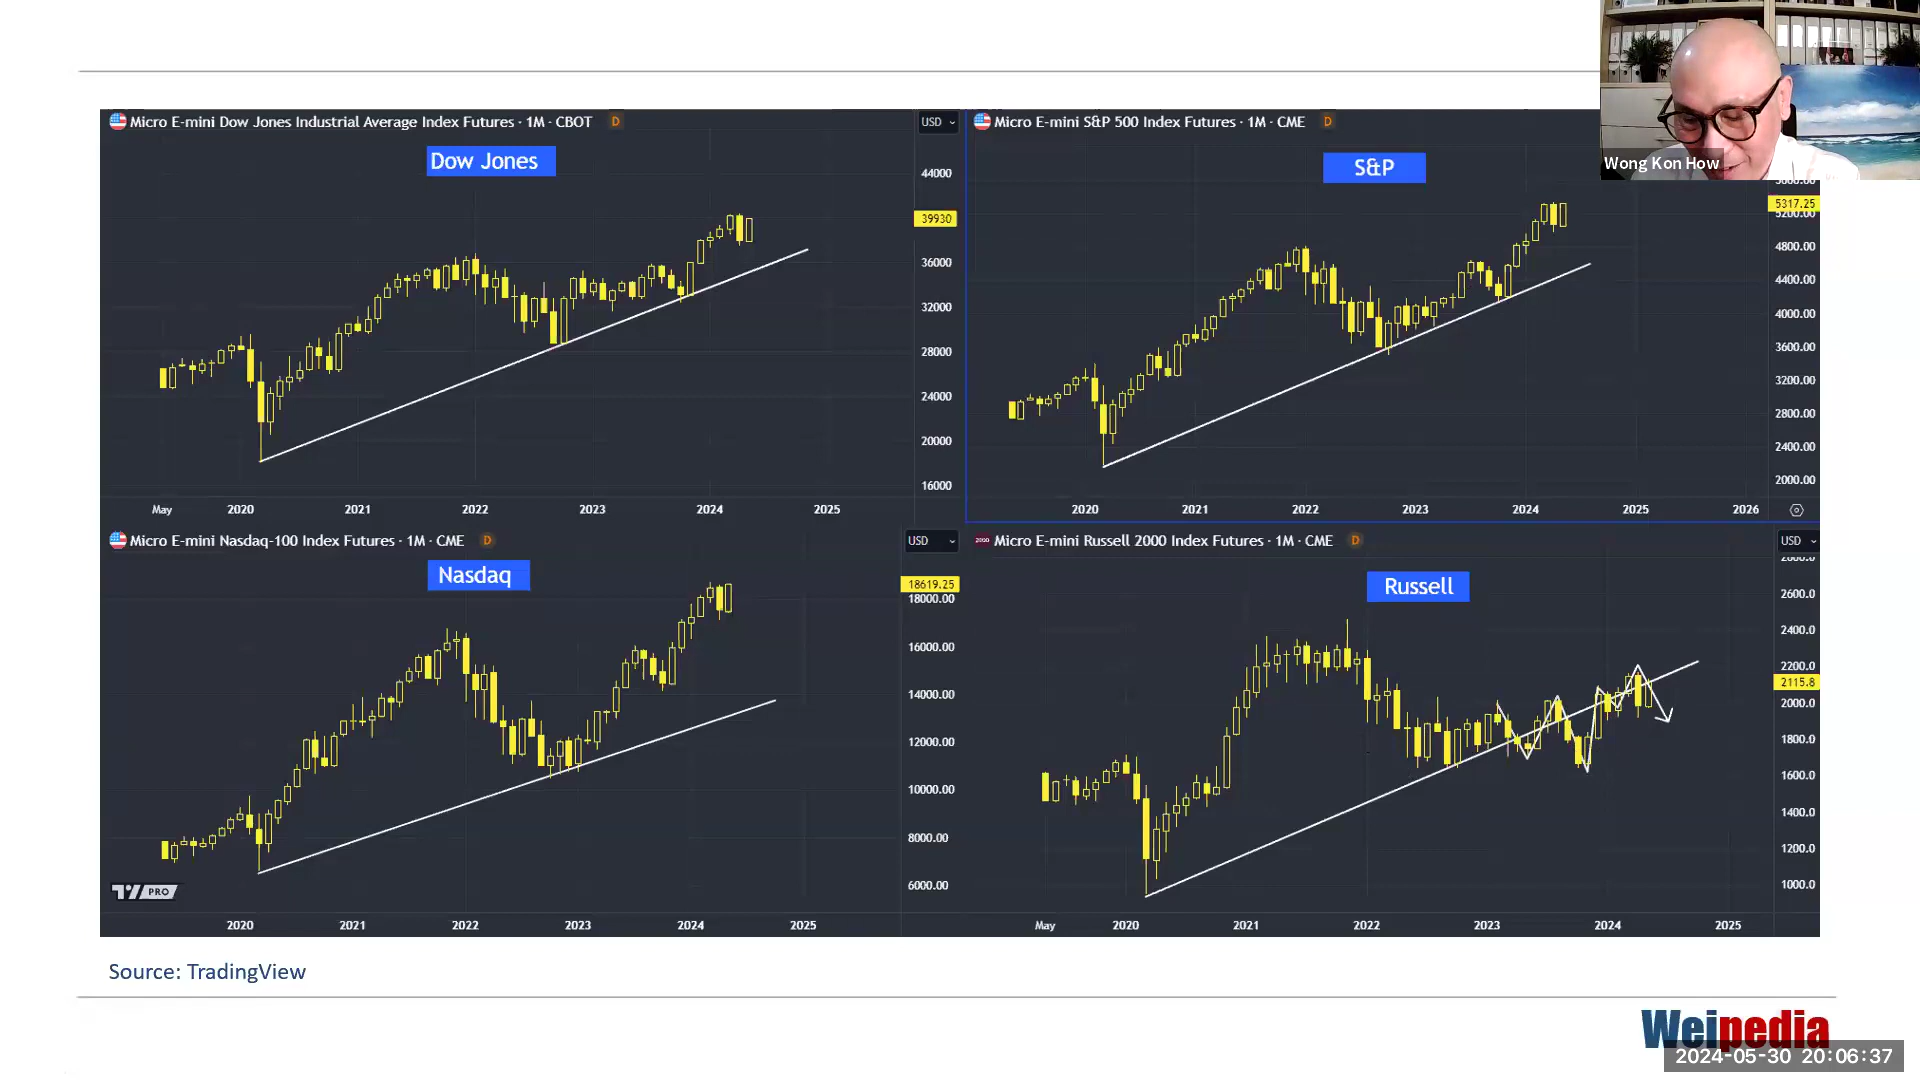 Wong Kon How
Micro E-mini Dow Jones Industrial Average Index Futures · 1M · CBOT D
USD
Dow Jones
44000
39930
36000
32000
28000
24000
20000
16000
May 2020 2021 2022 2023 2024 2025
Micro E-mini S&P 500 Index Futures · 1M · CME D
S&P
5600.00
5317.25
5200.00
4800.00
4400.00
4000.00
3600.00
3200.00
2800.00
2400.00
2000.00
2020 2021 2022 2023 2024 2025 2026
Micro E-mini Nasdaq-100 Index Futures · 1M · CME D
USD
Nasdaq
18619.25
18000.00
16000.00
14000.00
12000.00
10000.00
8000.00
6000.00
PRO
2020 2021 2022 2023 2024 2025
Micro E-mini Russell 2000 Index Futures · 1M · CME D
USD
Russell
2800.0
2600.0
2400.0
2200.0
2115.8
2000.0
1800.0
1600.0
1400.0
1200.0
1000.0
May 2020 2021 2022 2023 2024 2025
Source: TradingView
Weipedia
2024-05-30 20:06:37